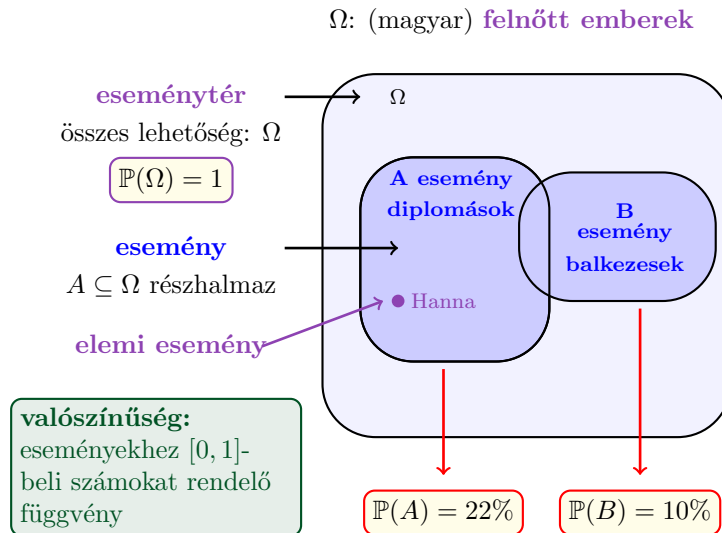 Ω: (magyar) felnőtt emberek
eseménytér
Ω
összes lehetőség: Ω
ℙ(Ω) = 1
A esemény
diplomások
B
esemény
balkezesek
esemény
A ⊆ Ω részhalmaz
Hanna
elemi esemény
valószínűség:
eseményekhez [0, 1]-
beli számokat rendelő
függvény
ℙ(A) = 22%
ℙ(B) = 10%